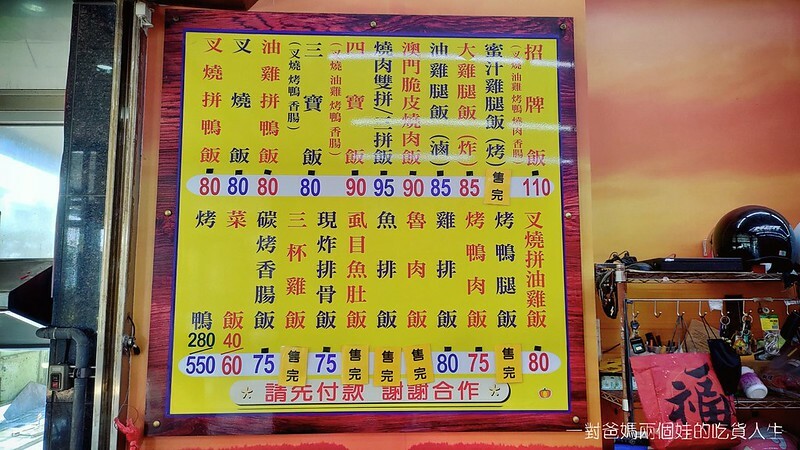 招牌飯
(叉燒油雞烤鴨燒肉香腸)
110
蜜汁雞腿飯(烤)
售完
大雞腿飯(炸)
85
油雞腿飯(滷)
85
澳門脆皮燒肉飯
90
燒肉雙拼/三拼飯
95
四寶飯
(叉燒油雞烤鴨香腸)
90
三寶飯
(叉燒烤鴨香腸)
80
油雞拼鴨飯
80
叉燒飯
80
叉燒拼鴨飯
80
叉燒拼油雞飯
80
烤鴨腿飯
售完
烤鴨肉飯
75
雞排飯
80
魯肉飯
售完
魚排飯
售完
虱目魚肚飯
售完
現炸排骨飯
75
三杯雞飯
售完
碳烤香腸飯
75
菜飯
40
60
烤鴨
280
550
請先付款 謝謝合作
福
一對爸媽兩個娃的吃貨人生